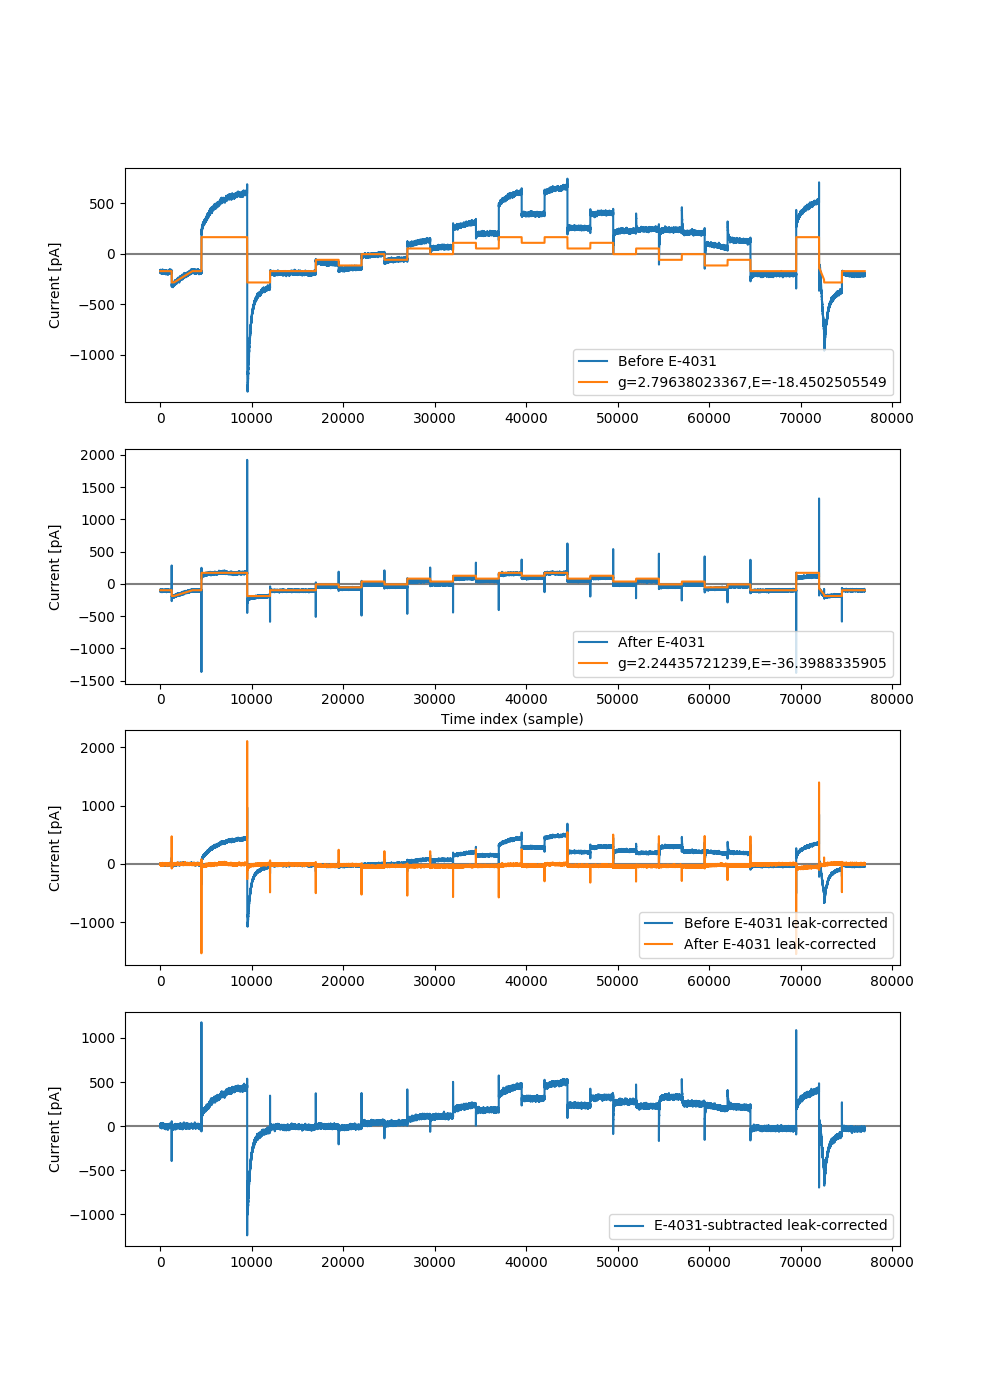 Current [pA]
500
0
−500
−1000
Before E-4031
g=2.79638023367,E=-18.4502505549
0 10000 20000 30000 40000 50000 60000 70000 80000
Current [pA]
2000
1500
1000
500
0
−500
−1000
−1500
After E-4031
g=2.24435721239,E=-36.3988335905
0 10000 20000 30000 40000 50000 60000 70000 80000
Time index (sample)
Current [pA]
2000
1000
0
−1000
Before E-4031 leak-corrected
After E-4031 leak-corrected
0 10000 20000 30000 40000 50000 60000 70000 80000
Current [pA]
1000
500
0
−500
−1000
E-4031-subtracted leak-corrected
0 10000 20000 30000 40000 50000 60000 70000 80000